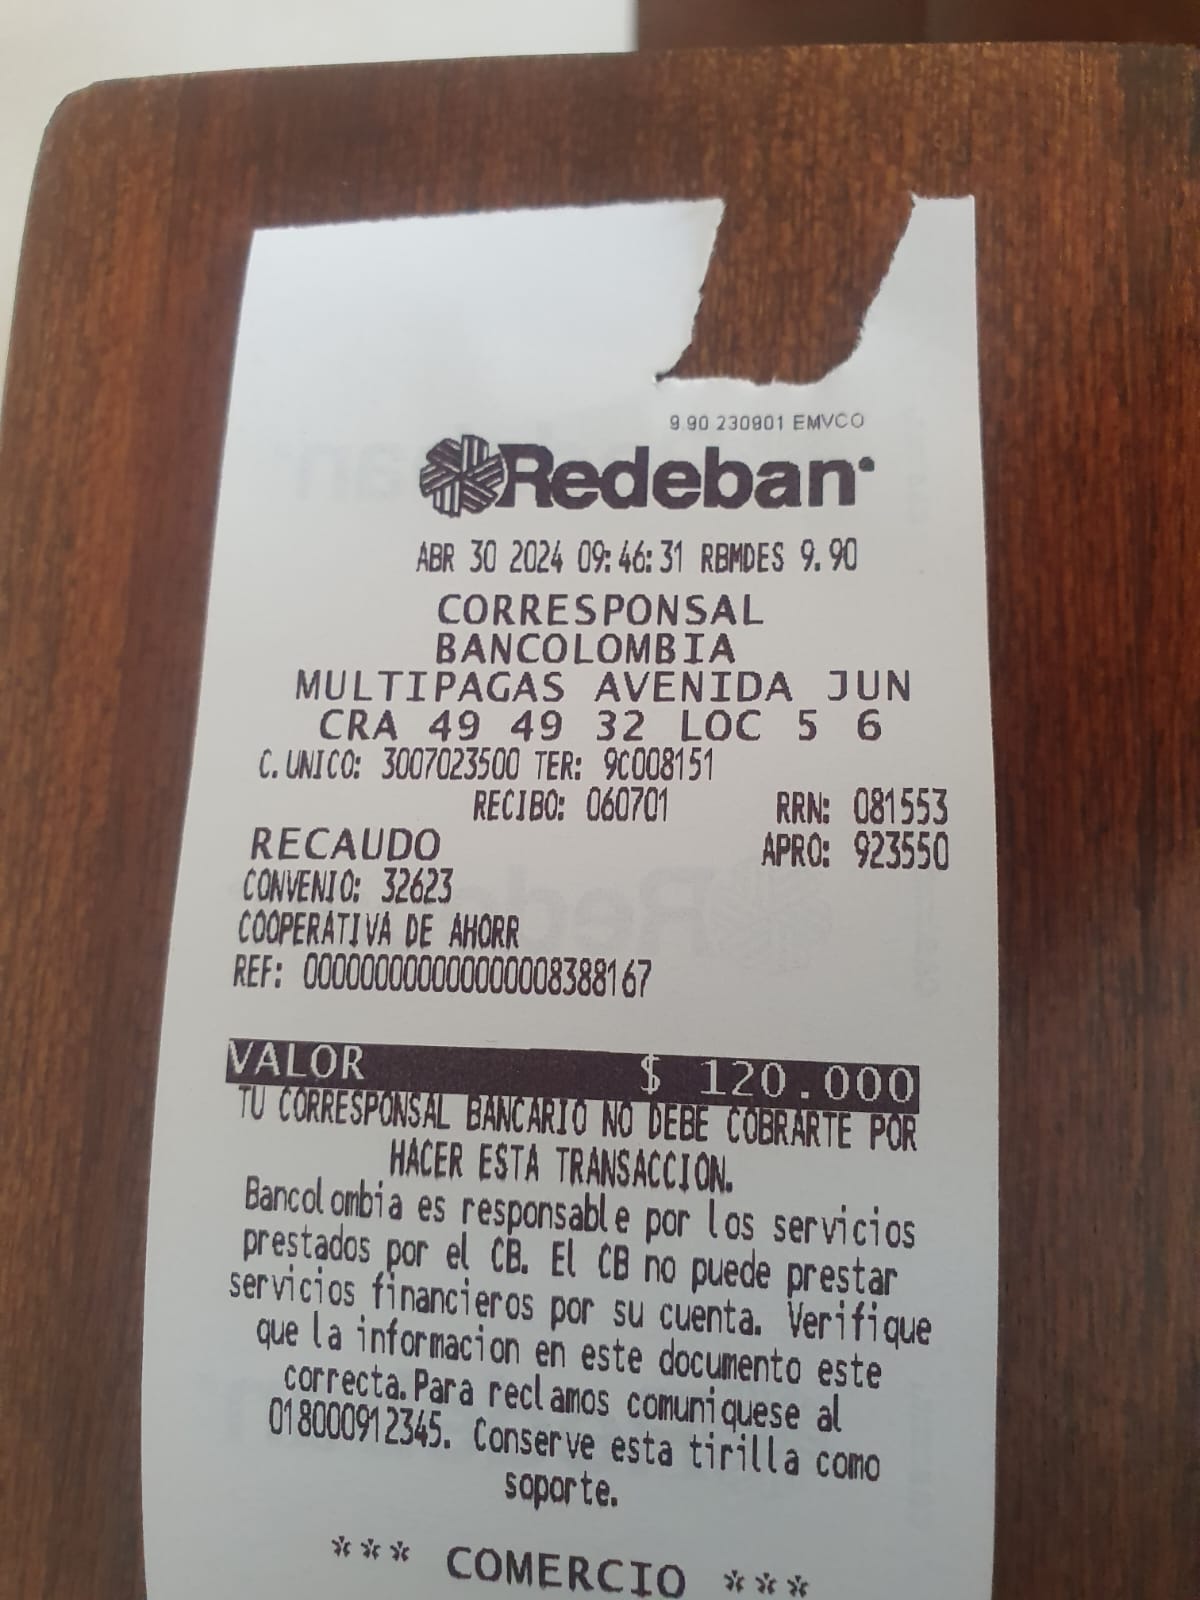 9.90 230901 EMVCO
Redeban
ABR 30 2024 09:46:31 RBMDES 9.90
CORRESPONSAL
BANCOLOMBIA
MULTIPAGAS AVENIDA JUN
CRA 49 49 32 LOC 5 6
C. UNICO: 3007023500 TER: 9C008151
RECIBO: 060701 RRN: 081553
RECAUDO APRO: 923550
CONVENIO: 32623
COOPERATIVA DE AHORR
REF: 00000000000000008388167
VALOR $ 120.000
TU CORRESPONSAL BANCARIO NO DEBE COBRARTE POR
HACER ESTA TRANSACCION.
Bancolombia es responsable por los servicios
prestados por el CB. El CB no puede prestar
servicios financieros por su cuenta. Verifique
que la informacion en este documento este
correcta. Para reclamos comuniquese al
018000912345. Conserve esta tirilla como
soporte.
*** COMERCIO ***